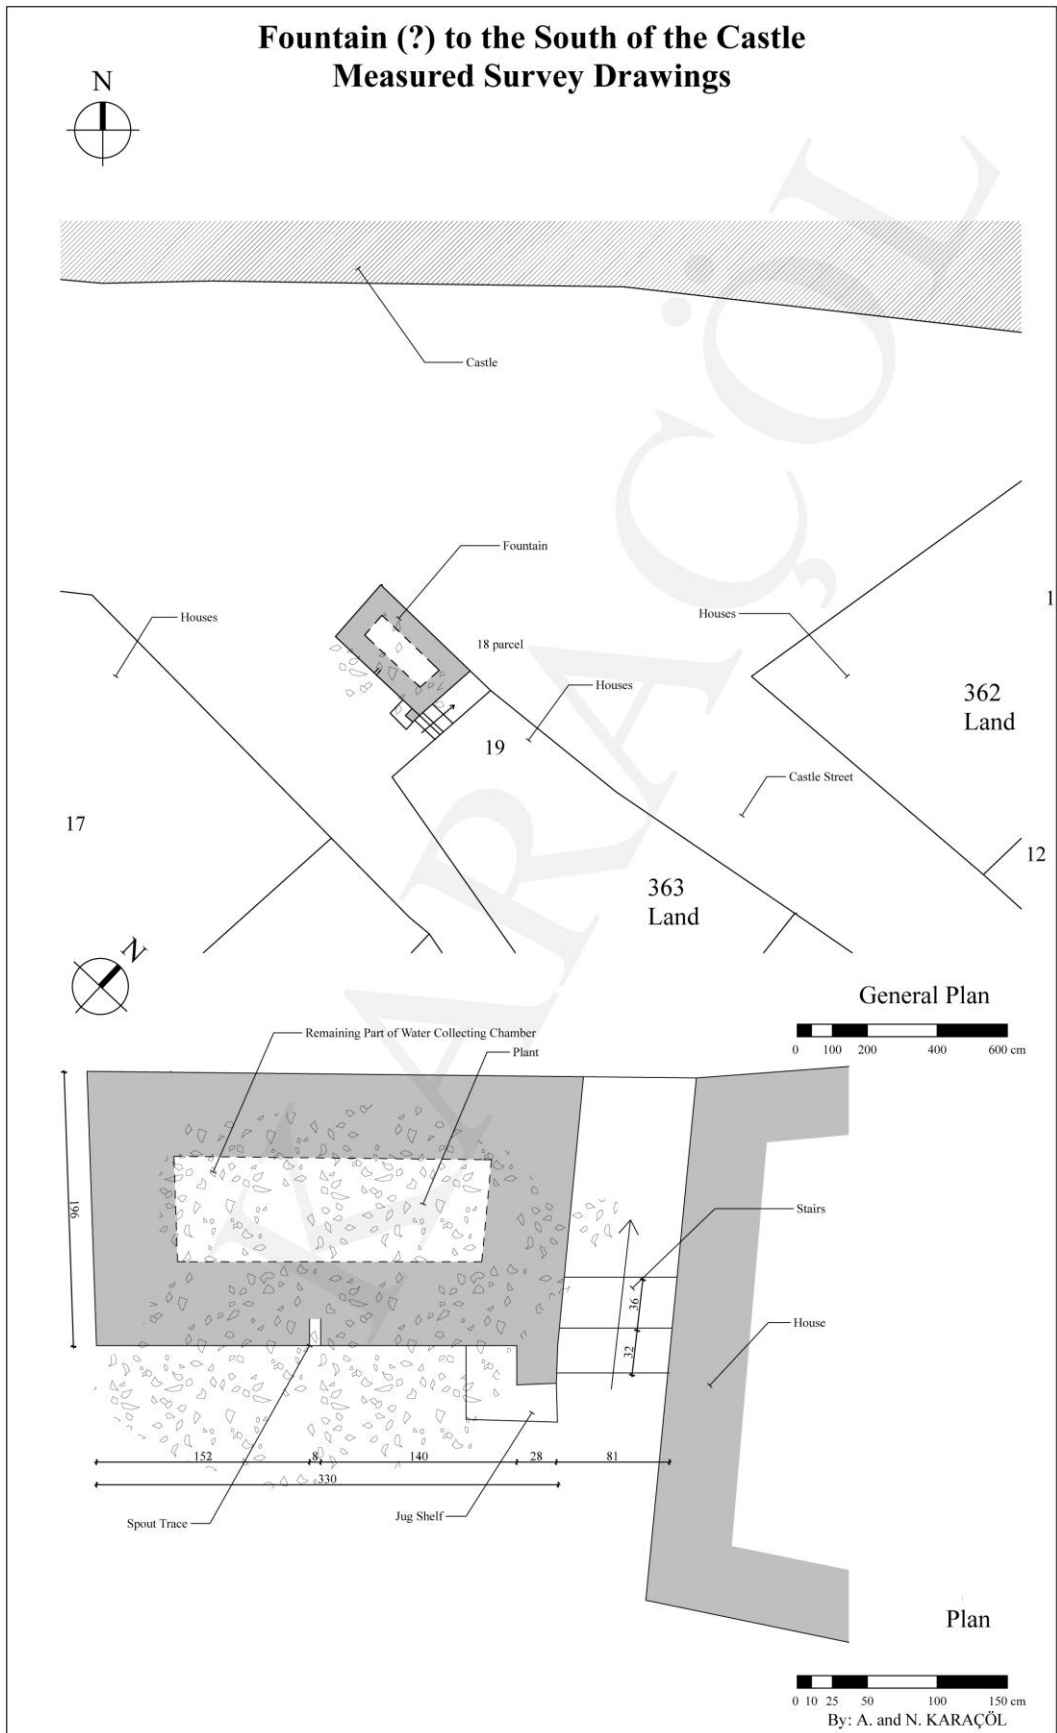 Fountain (?) to the South of the Castle
Measured Survey Drawings
N
Castle
Fountain
Houses
18 parcel
Houses
1
Houses
362
Land
19
Castle Street
17
12
363
Land
N
General Plan
0 100 200 400 600 cm
Remaining Part of Water Collecting Chamber
Plant
196
Stairs
36
House
32
152 8 140 28 81
330
Jug Shelf
Spout Trace
Plan
0 10 25 50 100 150 cm
By: A. and N. KARAÇÖL
KARAÇÖL